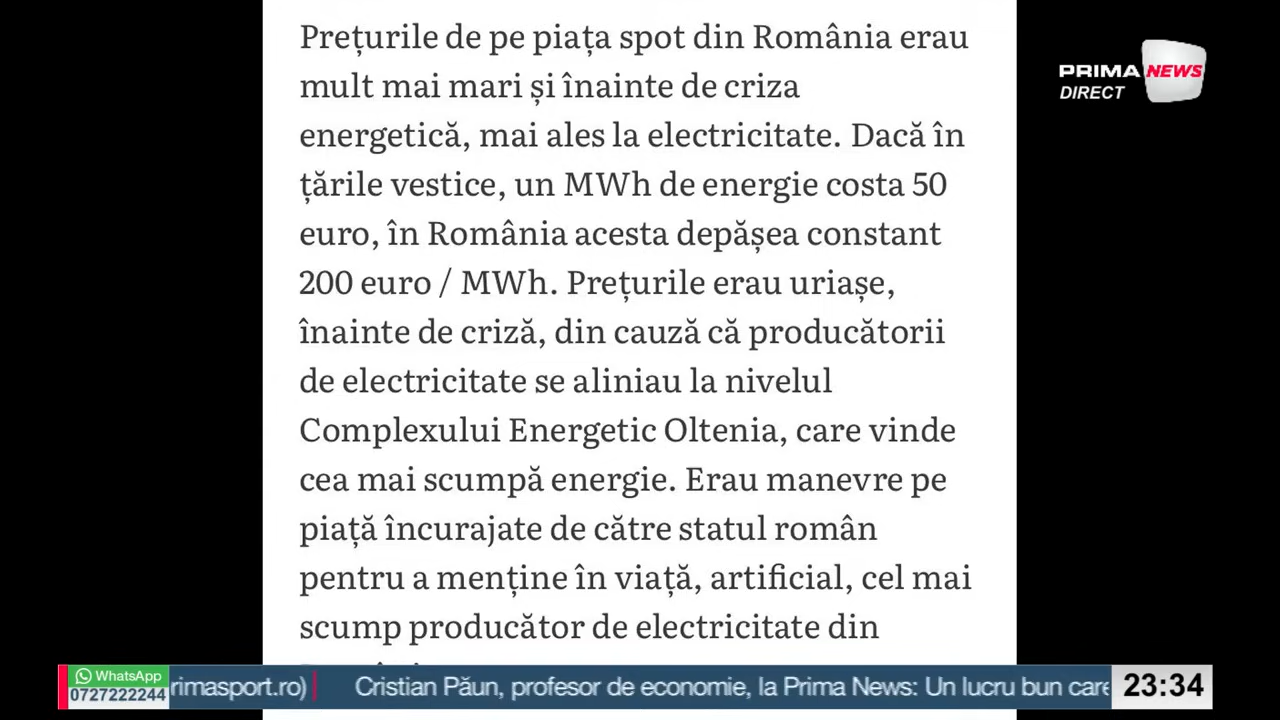 Prețurile de pe piața spot din România erau
mult mai mari și înainte de criza
energetică, mai ales la electricitate. Dacă în
țările vestice, un MWh de energie costa 50
euro, în România acesta depășea constant
200 euro / MWh. Prețurile erau uriașe,
înainte de criză, din cauză că producătorii
de electricitate se aliniau la nivelul
Complexului Energetic Oltenia, care vinde
cea mai scumpă energie. Erau manevre pe
piață încurajate de către statul român
pentru a menține în viață, artificial, cel mai
scump producător de electricitate din
PRIMA NEWS
DIRECT
WhatsApp
0727222244
rimasport.ro) Cristian Păun, profesor de economie, la Prima News: Un lucru bun care
23:34